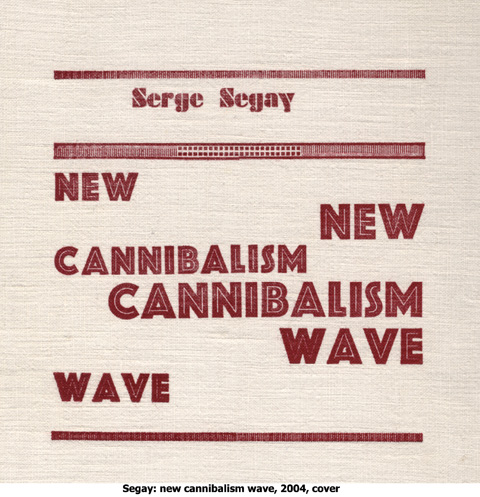 Serge Segay
NEW
NEW
CANNIBALISM
CANNIBALISM
WAVE
WAVE
Segay: new cannibalism wave, 2004, cover